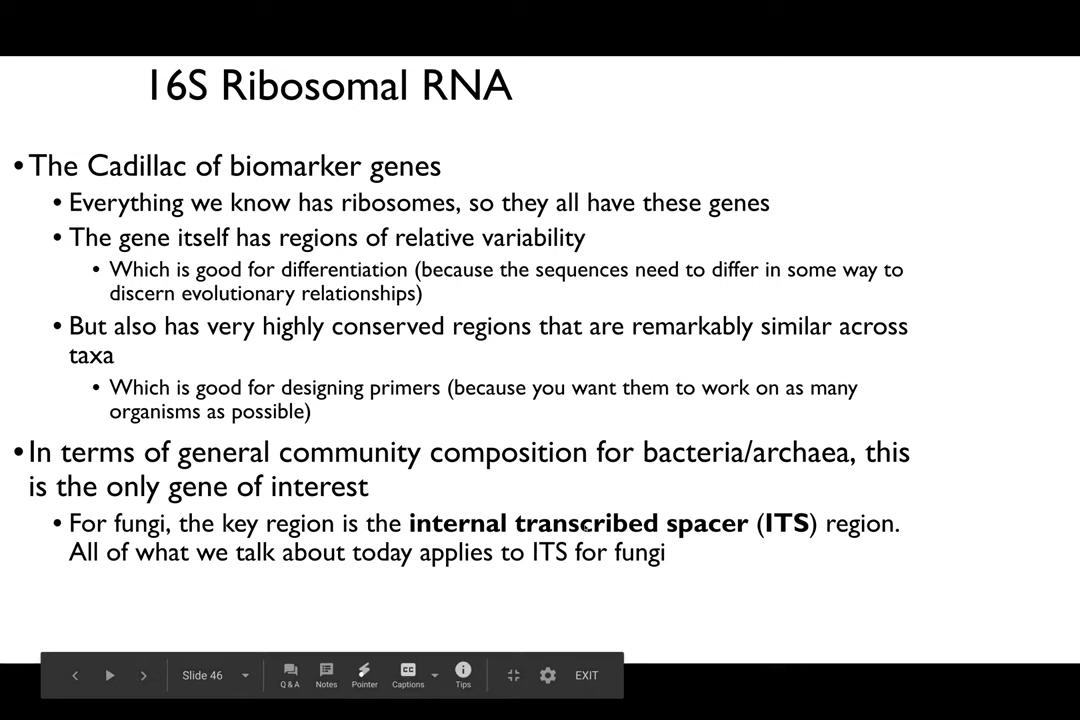 16S Ribosomal RNA
• The Cadillac of biomarker genes
• Everything we know has ribosomes, so they all have these genes
• The gene itself has regions of relative variability
• Which is good for differentiation (because the sequences need to differ in some way to
discern evolutionary relationships)
• But also has very highly conserved regions that are remarkably similar across
taxa
• Which is good for designing primers (because you want them to work on as many
organisms as possible)
• In terms of general community composition for bacteria/archaea, this
is the only gene of interest
• For fungi, the key region is the internal transcribed spacer (ITS) region.
All of what we talk about today applies to ITS for fungi
Slide 46
Q & A
Notes
Pointer
CC
Captions
Tips
EXIT